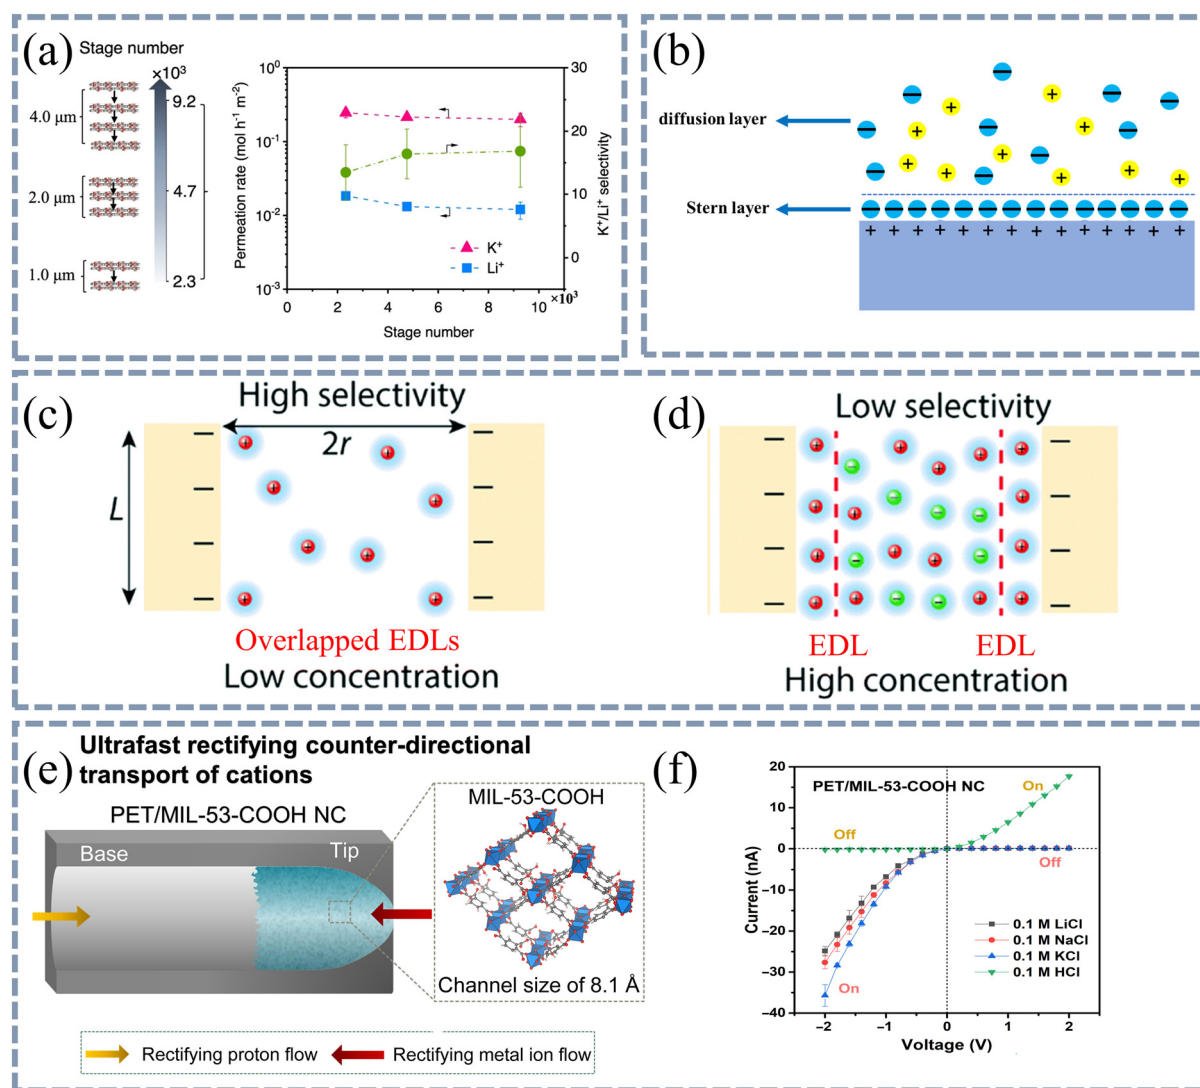 (a)
Stage number
×10³
9.2
4.0 μm
4.7
2.0 μm
1.0 μm
2.3
Permeation rate (mol h⁻¹ m⁻²)
10⁰
10⁻¹
10⁻²
10⁻³
K⁺
Li⁺
0 2 4 6 8 10 ×10³
Stage number
30
20
10
0
K⁺/Li⁺ selectivity
(b)
diffusion layer
Stern layer
(c)
High selectivity
2r
L
Overlapped EDLs
Low concentration
(d)
Low selectivity
EDL EDL
High concentration
(e)
Ultrafast rectifying counter-directional
transport of cations
PET/MIL-53-COOH NC
Base
Tip
MIL-53-COOH
Channel size of 8.1 Å
Rectifying proton flow
Rectifying metal ion flow
(f)
PET/MIL-53-COOH NC
On
Off
Off
On
Current (nA)
20
10
0
−10
−20
−30
−40
0.1 M LiCl
0.1 M NaCl
0.1 M KCl
0.1 M HCl
−2 −1 0 1 2
Voltage (V)